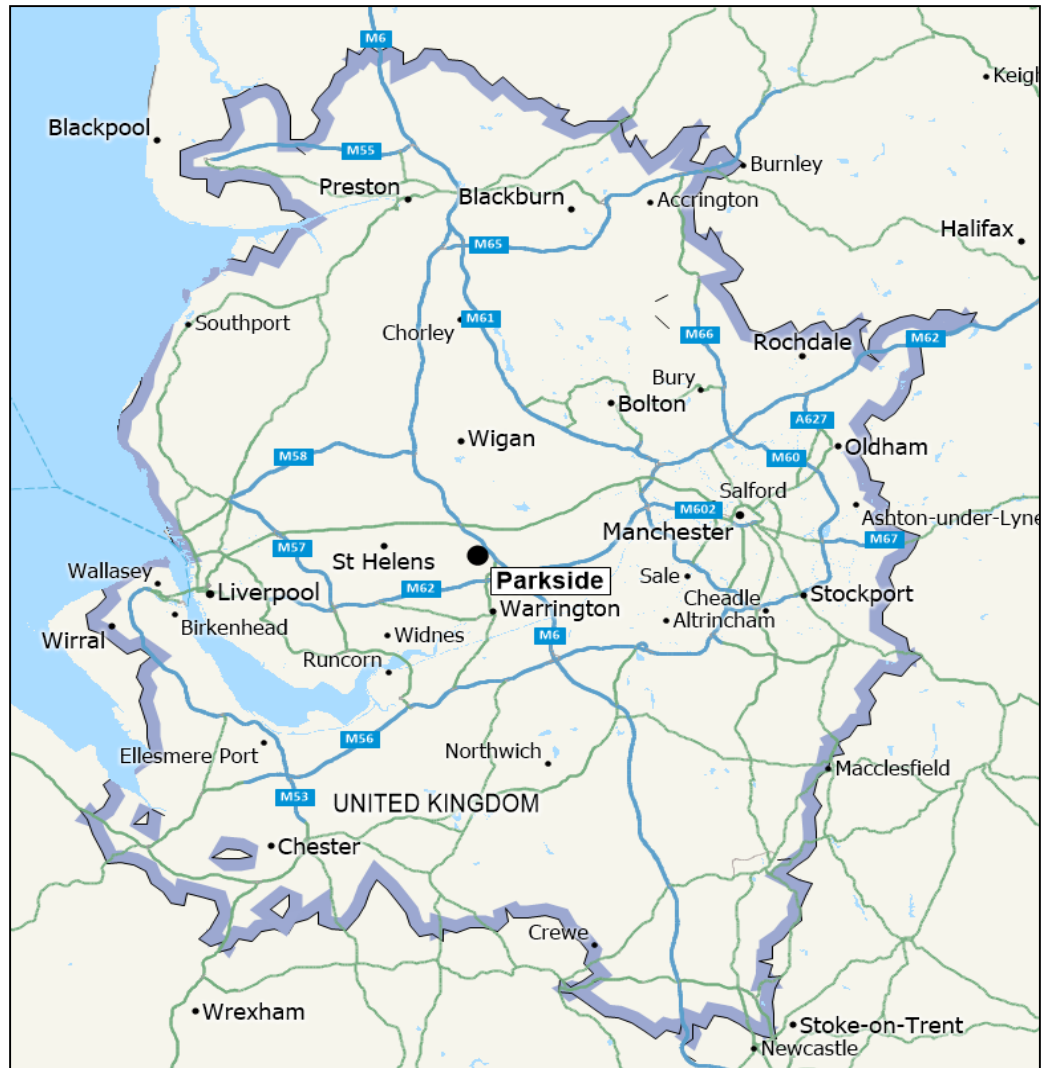 M6
Keigh
Blackpool
M55
Burnley
Preston
Blackburn
Accrington
Halifax
M65
Southport
Chorley
M61
M66
M62
Rochdale
Bury
Bolton
A627
Wigan
Oldham
M58
M60
Salford
M602
Ashton-under-Lyne
Manchester
M57
M67
St Helens
Wallasey
Parkside
Sale
M62
Liverpool
Cheadle
Stockport
Warrington
Birkenhead
Altrincham
Wirral
Widnes
M6
Runcorn
M56
Ellesmere Port
Northwich
Macclesfield
M53
UNITED KINGDOM
Chester
Crewe
Wrexham
Stoke-on-Trent
Newcastle